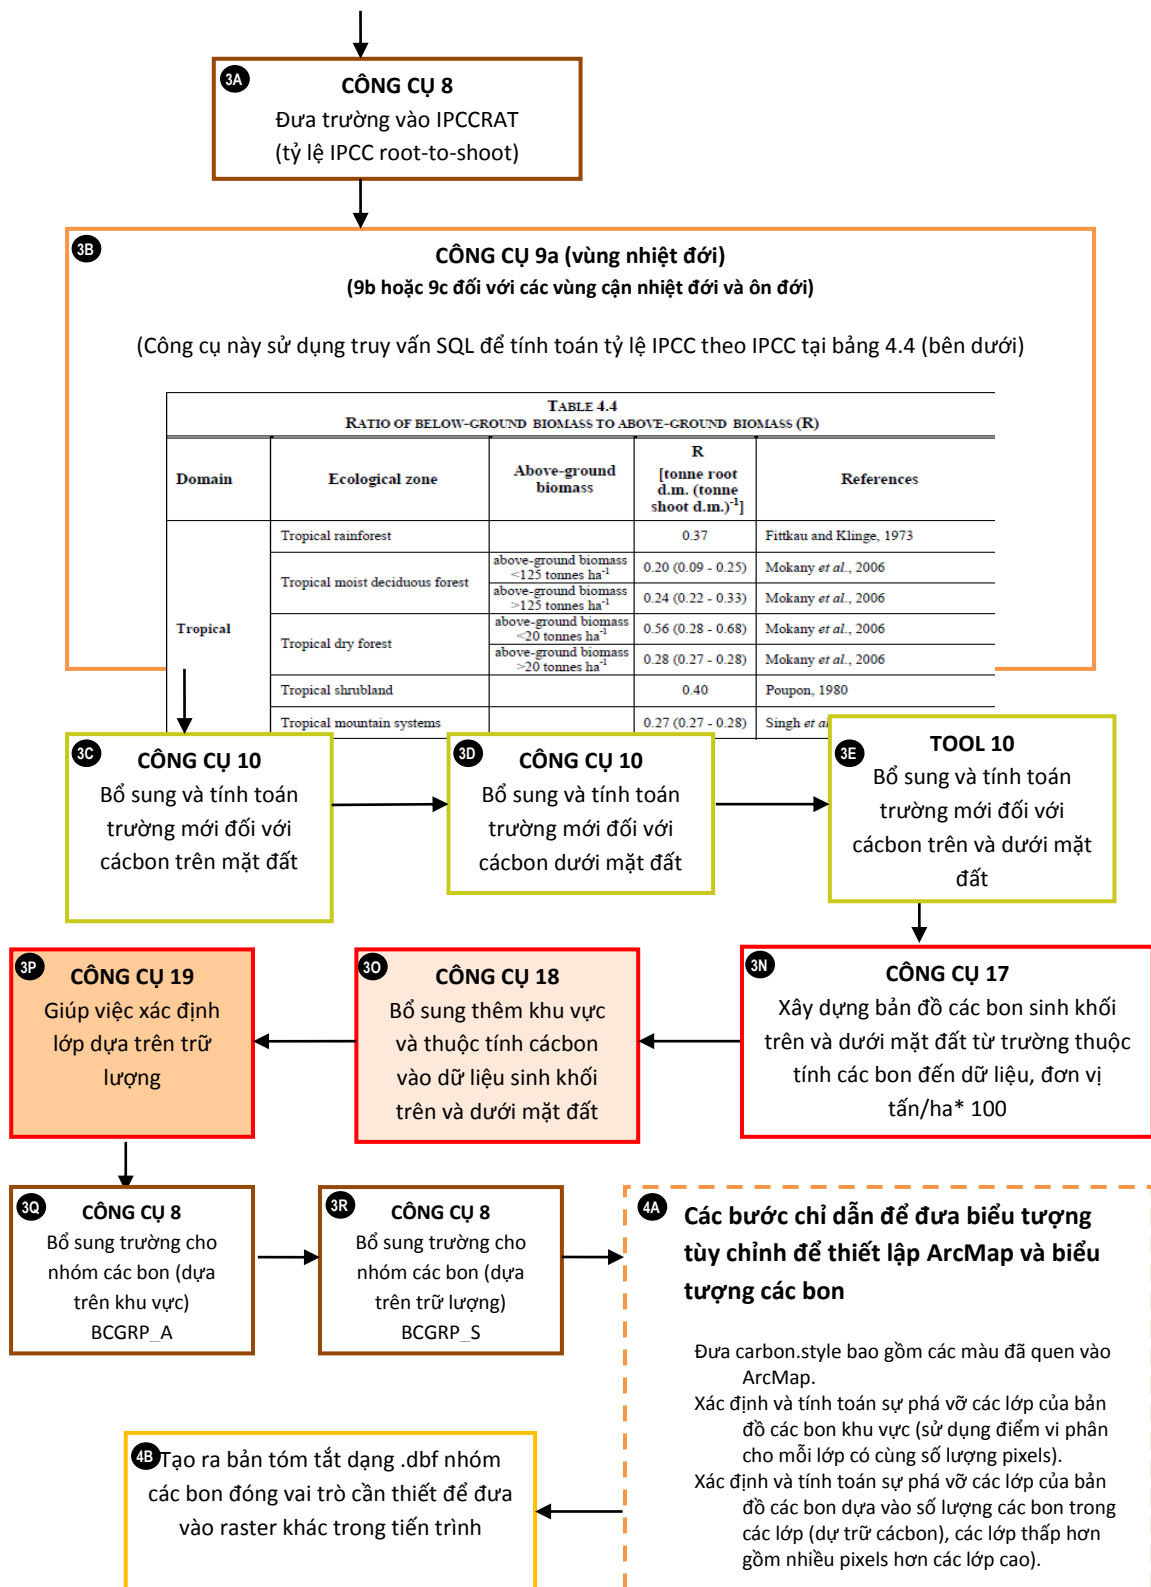 3A
CÔNG CỤ 8
Đưa trường vào IPCCRAT
(tỷ lệ IPCC root-to-shoot)
3B
CÔNG CỤ 9a (vùng nhiệt đới)
(9b hoặc 9c đối với các vùng cận nhiệt đới và ôn đới)
(Công cụ này sử dụng truy vấn SQL để tính toán tỷ lệ IPCC theo IPCC tại bảng 4.4 (bên dưới)
TABLE 4.4
RATIO OF BELOW-GROUND BIOMASS TO ABOVE-GROUND BIOMASS (R)
Domain
Ecological zone
Above-ground
biomass
R
[tonne root
d.m. (tonne
shoot d.m.)⁻¹]
References
Tropical
Tropical rainforest
0.37
Fittkau and Klinge, 1973
Tropical moist deciduous forest
above-ground biomass
<125 tonnes ha⁻¹
0.20 (0.09 - 0.25)
Mokany et al., 2006
above-ground biomass
>125 tonnes ha⁻¹
0.24 (0.22 - 0.33)
Mokany et al., 2006
Tropical dry forest
above-ground biomass
<20 tonnes ha⁻¹
0.56 (0.28 - 0.68)
Mokany et al., 2006
above-ground biomass
>20 tonnes ha⁻¹
0.28 (0.27 - 0.28)
Mokany et al., 2006
Tropical shrubland
0.40
Poupon, 1980
Tropical mountain systems
0.27 (0.27 - 0.28)
Singh et
3C
CÔNG CỤ 10
Bổ sung và tính toán
trường mới đối với
cácbon trên mặt đất
3D
CÔNG CỤ 10
Bổ sung và tính toán
trường mới đối với
cácbon dưới mặt đất
3E
TOOL 10
Bổ sung và tính toán
trường mới đối với
cácbon trên và dưới mặt
đất
3P
CÔNG CỤ 19
Giúp việc xác định
lớp dựa trên trữ
lượng
3O
CÔNG CỤ 18
Bổ sung thêm khu vực
và thuộc tính cácbon
vào dữ liệu sinh khối
trên và dưới mặt đất
3N
CÔNG CỤ 17
Xây dựng bản đồ các bon sinh khối
trên và dưới mặt đất từ trường thuộc
tính các bon đến dữ liệu, đơn vị
tấn/ha* 100
3Q
CÔNG CỤ 8
Bổ sung trường cho
nhóm các bon (dựa
trên khu vực)
BCGRP_A
3R
CÔNG CỤ 8
Bổ sung trường cho
nhóm các bon (dựa
trên trữ lượng)
BCGRP_S
4A
Các bước chỉ dẫn để đưa biểu tượng
tùy chỉnh để thiết lập ArcMap và biểu
tượng các bon
Đưa carbon.style bao gồm các màu đã quen vào
ArcMap.
Xác định và tính toán sự phá vỡ các lớp của bản
đồ các bon khu vực (sử dụng điểm vi phân
cho mỗi lớp có cùng số lượng pixels).
Xác định và tính toán sự phá vỡ các lớp của bản
đồ các bon dựa vào số lượng các bon trong
các lớp (dự trữ cácbon), các lớp thấp hơn
gồm nhiều pixels hơn các lớp cao).
4B
Tạo ra bản tóm tắt dạng .dbf nhóm
các bon đóng vai trò cần thiết để đưa
vào raster khác trong tiến trình